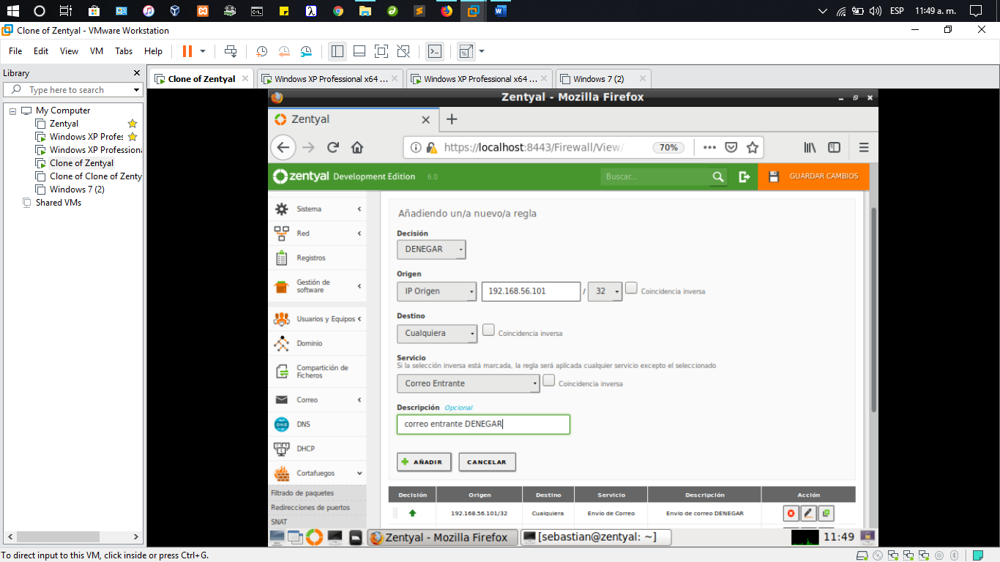 ESP 11:49 a. m.
Clone of Zentyal - VMware Workstation
File Edit View VM Tabs Help
Library
Type here to search
My Computer
Zentyal
Windows XP Profes
Windows XP Professiona
Clone of Zentyal
Clone of Clone of Zenty
Windows 7 (2)
Shared VMs
Clone of Zentyal
Windows XP Professional x64 ...
Windows XP Professional x64 ...
Windows 7 (2)
Zentyal - Mozilla Firefox
Zentyal
https://localhost:8443/Firewall/View/
70%
zentyal Development Edition 6.0
Buscar...
GUARDAR CAMBIOS
Sistema
Red
Registros
Gestión de
software
Usuarios y Equipos
Dominio
Compartición de
Ficheros
Correo
DNS
DNS
DHCP
Cortafuegos
Filtrado de paquetes
Redirecciones de puertos
SNAT
Añadiendo un/a nuevo/a regla
Decisión
DENEGAR
Origen
IP Origen 192.168.56.101 / 32 Coincidencia inversa
Destino
Cualquiera Coincidencia inversa
Servicio
Si la selección inversa está marcada, la regla será aplicada cualquier servicio excepto el seleccionado
Correo Entrante Coincidencia inversa
Descripción Opcional
correo entrante DENEGAR
AÑADIR CANCELAR
Decisión Origen Destino Servicio Descripción Acción
192.168.56.101/32 Cualquiera Envío de Correo Envio de correo DENEGAR
Zentyal - Mozilla Firefox
[sebastian@zentyal: ~]
11:49
To direct input to this VM, click inside or press Ctrl+G.